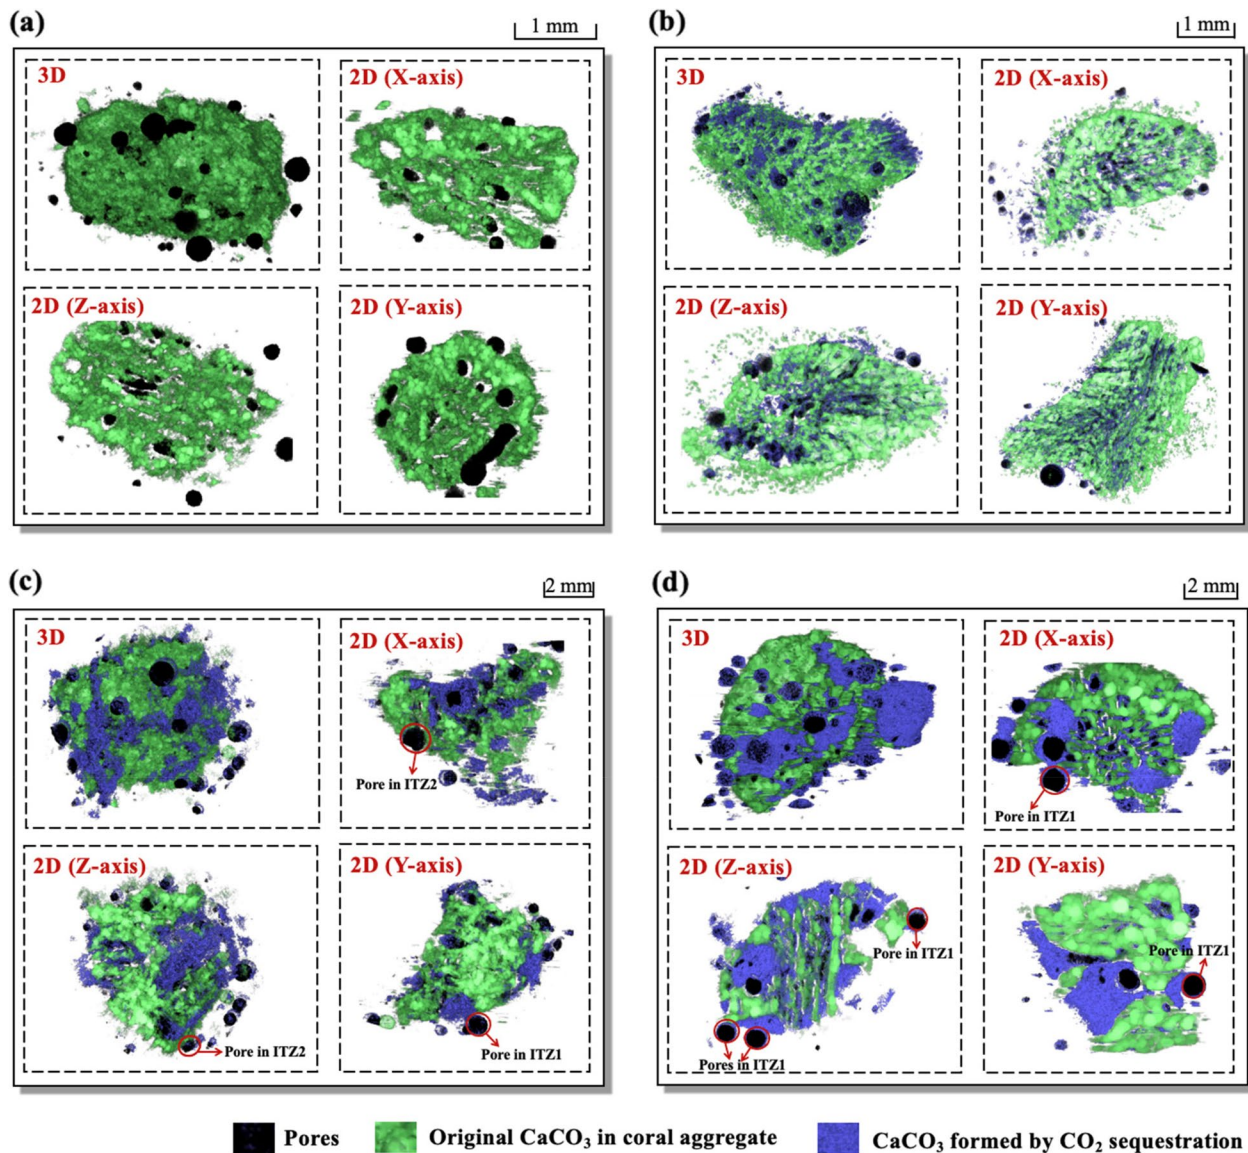 (a)
1 mm
3D
2D (X-axis)
2D (Z-axis)
2D (Y-axis)
(b)
1 mm
3D
2D (X-axis)
2D (Z-axis)
2D (Y-axis)
(c)
2 mm
3D
2D (X-axis)
Pore in ITZ2
2D (Z-axis)
Pore in ITZ2
2D (Y-axis)
Pore in ITZ1
(d)
2 mm
3D
2D (X-axis)
Pore in ITZ1
2D (Z-axis)
Pore in ITZ1
Pores in ITZ1
2D (Y-axis)
Pore in ITZ1
Pores
Original CaCO₃ in coral aggregate
CaCO₃ formed by CO₂ sequestration